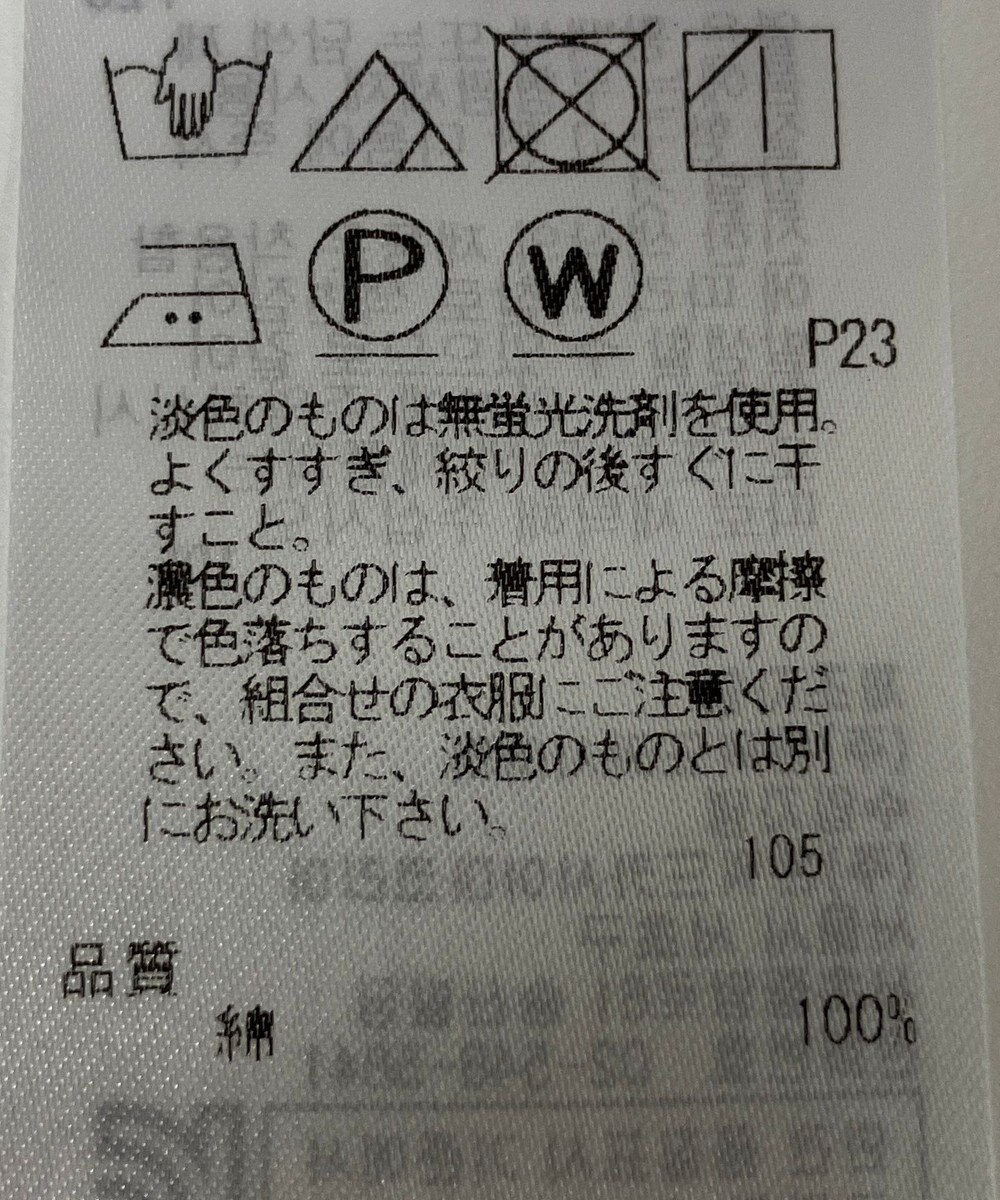 P W
P23
淡色のものは無蛍光洗剤を使用。
よくすすぎ、絞りの後すぐに干
すこと。
濃色のものは、着用による摩擦
で色落ちすることがありますの
で、組合せの衣服にご注意くだ
さい。また、淡色のものとは別
にお洗い下さい。
105
品質
綿 100%